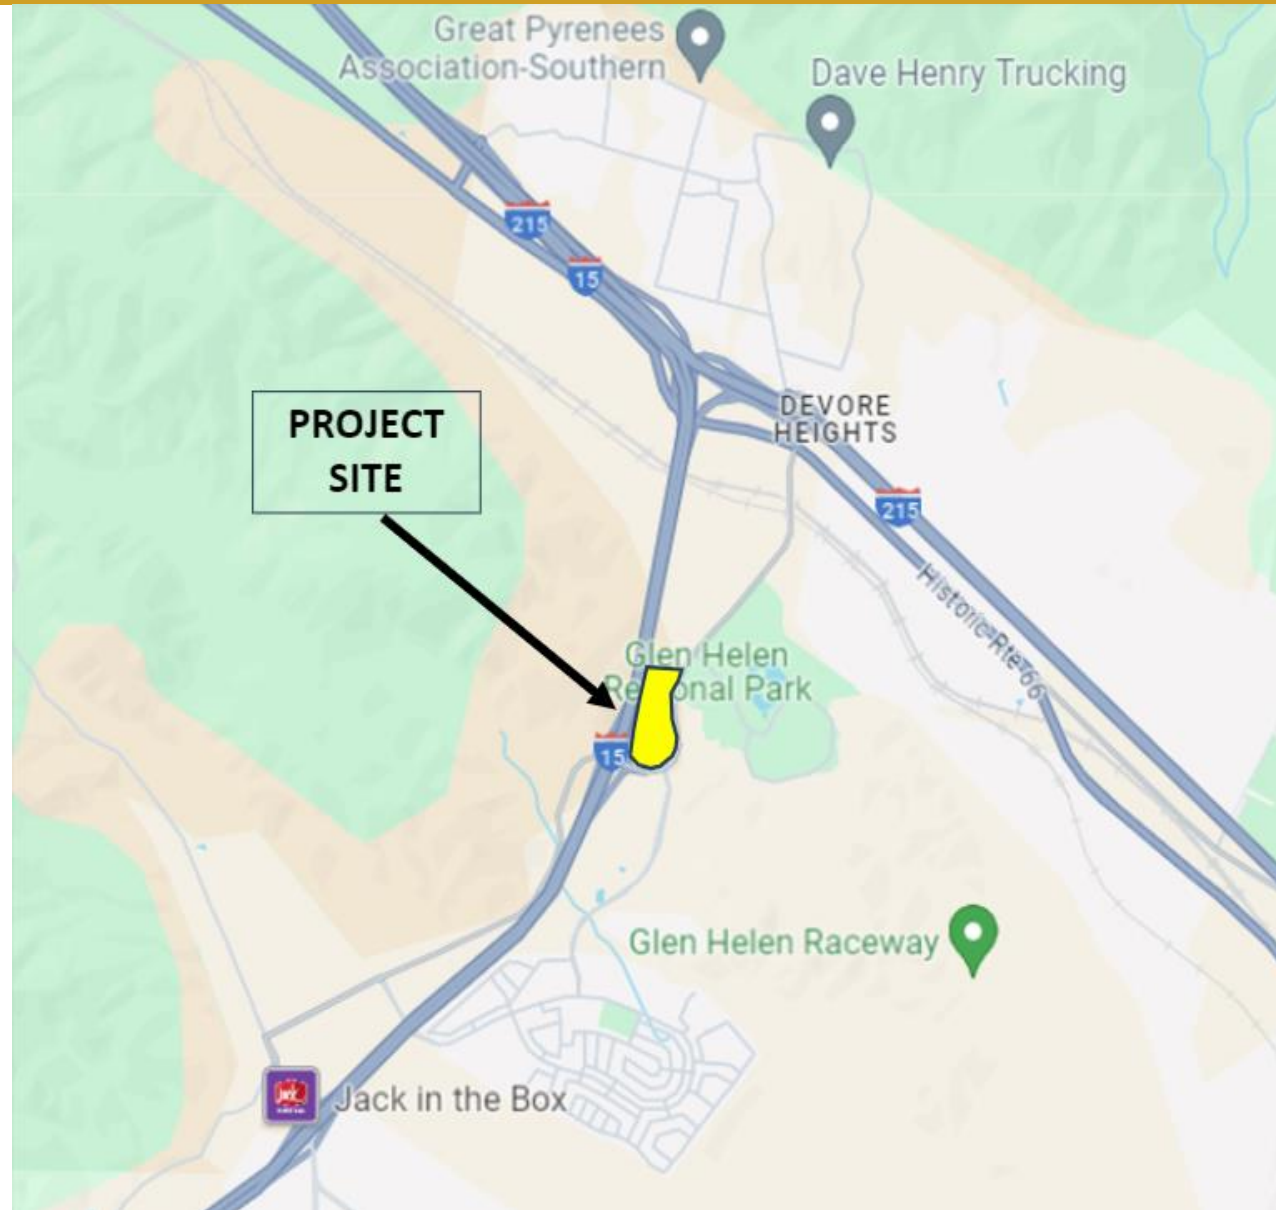 Great Pyrenees
Association-Southern
Dave Henry Trucking
215
15
PROJECT
SITE
DEVORE
HEIGHTS
215
Historic Rte 66
Glen Helen
Regional Park
15
Glen Helen Raceway
Jack in the Box